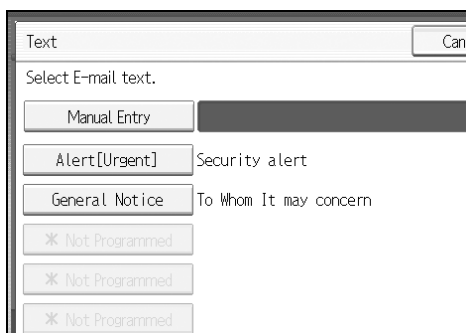 Text Can
Select E-mail text.
Manual Entry
Alert[Urgent] Security alert
General Notice To Whom It may concern
* Not Programmed
* Not Programmed
* Not Programmed